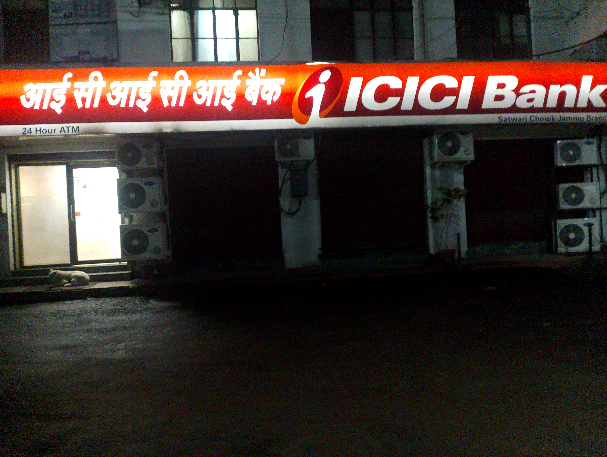 आई सी आई सी आई बैंक ICICI Bank
24 Hour ATM
Satwari Chowk Jammu Branch